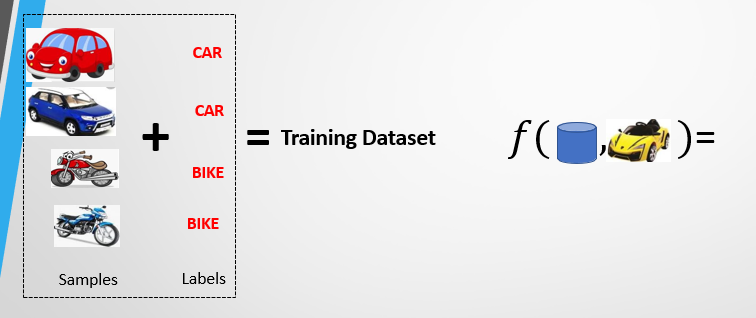 CAR
CAR
+
= Training Dataset
f( , )=
BIKE
BIKE
Samples
Labels